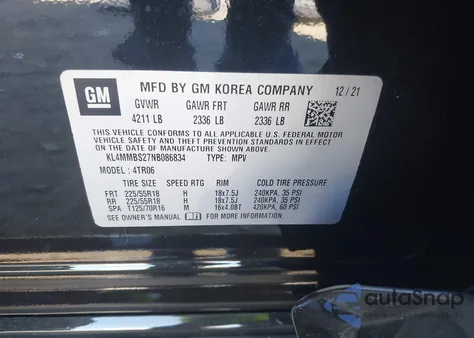 GM
MFD BY GM KOREA COMPANY 12/21
GVWR GAWR FRT GAWR RR
4211 LB 2336 LB 2336 LB
THIS VEHICLE CONFORMS TO ALL APPLICABLE U.S. FEDERAL MOTOR
VEHICLE SAFETY, BUMPER, AND THEFT PREVENTION STANDARDS
IN EFFECT ON THE DATE OF MANUFACTURE SHOWN ABOVE.
KL4MMBS27NB086834 TYPE: MPV
MODEL: 4TR06
TIRE SIZE SPEED RTG RIM COLD TIRE PRESSURE
FRT 225/55R18 H 18x7.5J 240KPA, 35 PSI
RR 225/55R18 H 18x7.5J 240KPA, 35 PSI
SPA T125/70R16 M 16x4.0BT 420KPA, 60 PSI
SEE OWNER'S MANUAL FOR MORE INFORMATION
autoSnap